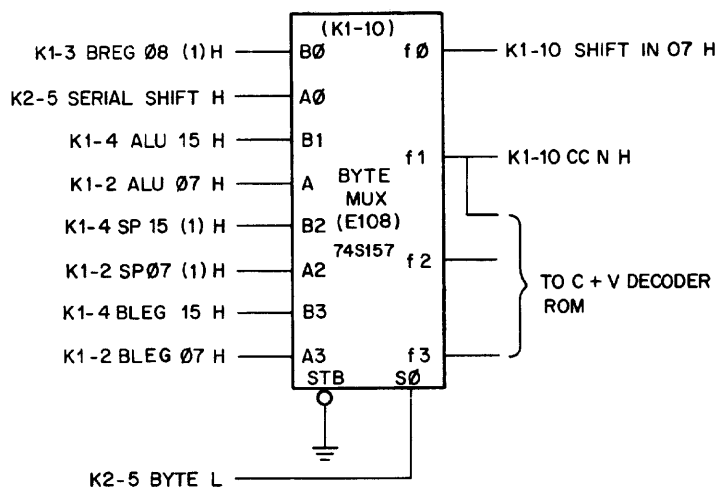 (K1-10)
K1-3 BREG Ø8 (1) H
BØ
fØ
K1-10 SHIFT IN 07 H
K2-5 SERIAL SHIFT H
AØ
K1-4 ALU 15 H
B1
f1
K1-10 CC N H
K1-2 ALU Ø7 H
A
BYTE
MUX
(E108)
74S157
K1-4 SP 15 (1) H
B2
f2
K1-2 SPØ7 (1) H
A2
TO C + V DECODER
ROM
K1-4 BLEG 15 H
B3
K1-2 BLEG Ø7 H
A3
f3
STB
SØ
K2-5 BYTE L